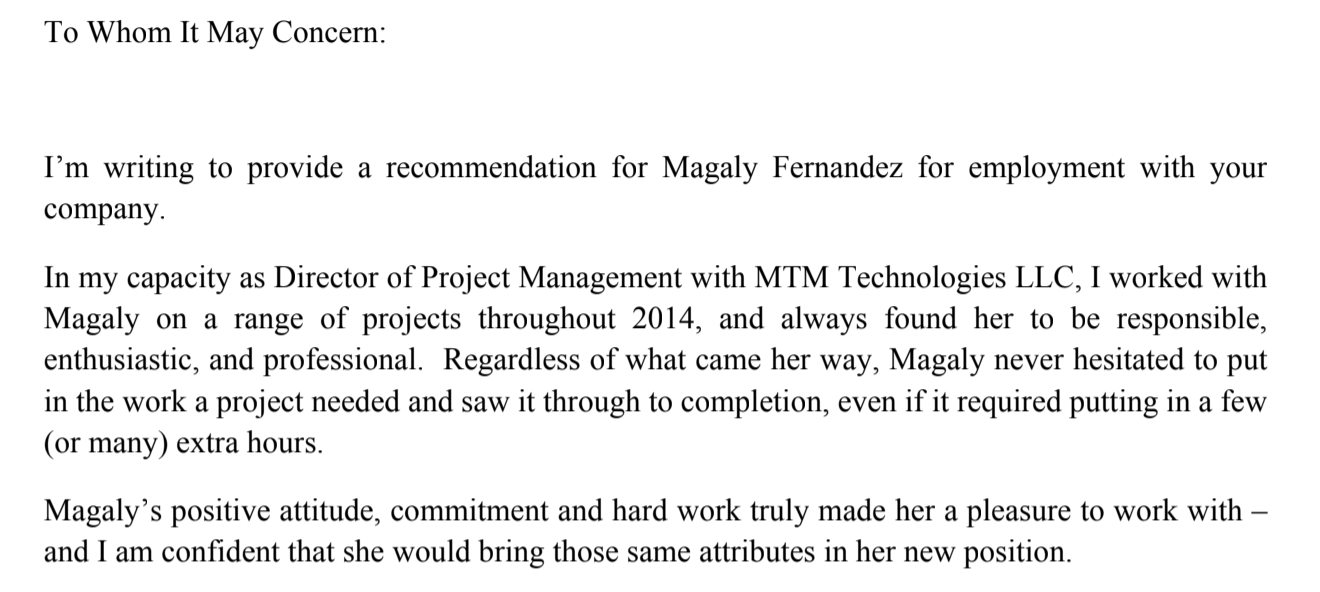 To Whom It May Concern:
I’m writing to provide a recommendation for Magaly Fernandez for employment with your
company.
In my capacity as Director of Project Management with MTM Technologies LLC, I worked with
Magaly on a range of projects throughout 2014, and always found her to be responsible,
enthusiastic, and professional.  Regardless of what came her way, Magaly never hesitated to put
in the work a project needed and saw it through to completion, even if it required putting in a few
(or many) extra hours.
Magaly’s positive attitude, commitment and hard work truly made her a pleasure to work with –
and I am confident that she would bring those same attributes in her new position.